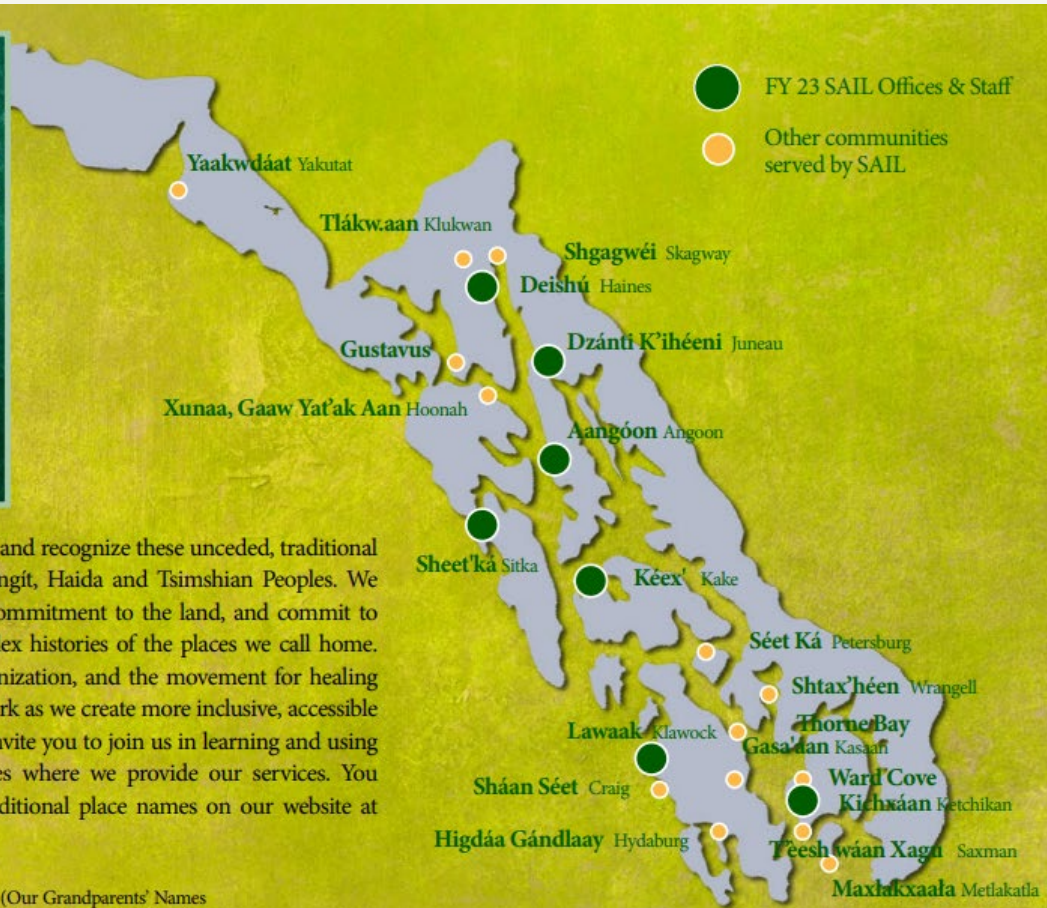 FY 23 SAIL Offices & Staff
Other communities
served by SAIL
Yaakwdáat Yakutat
Tlákw.aan Klukwan
Shgagwéi Skagway
Deishú Haines
Dzánti K'ihéeni Juneau
Gustavus
Xunaa, Gaaw Yat'ak Aan Hoonah
Aangóon Angoon
Sheet'ká Sitka
Kéex' Kake
Séet Ká Petersburg
Shtax'héen Wrangell
Thorne Bay
Lawaak Klawock
Gasa'áan Kasaan
Sháan Séet Craig
Ward Cove
Kichxáan Ketchikan
Higdáa Gándlaay Hydaburg
T'eesh wáan Xagu Saxman
Maxłakxaała Metlakatla
and recognize these unceded, traditional
ngít, Haida and Tsimshian Peoples. We
ommitment to the land, and commit to
lex histories of the places we call home.
nization, and the movement for healing
rk as we create more inclusive, accessible
nvite you to join us in learning and using
es where we provide our services. You
ditional place names on our website at
(Our Grandparents' Names